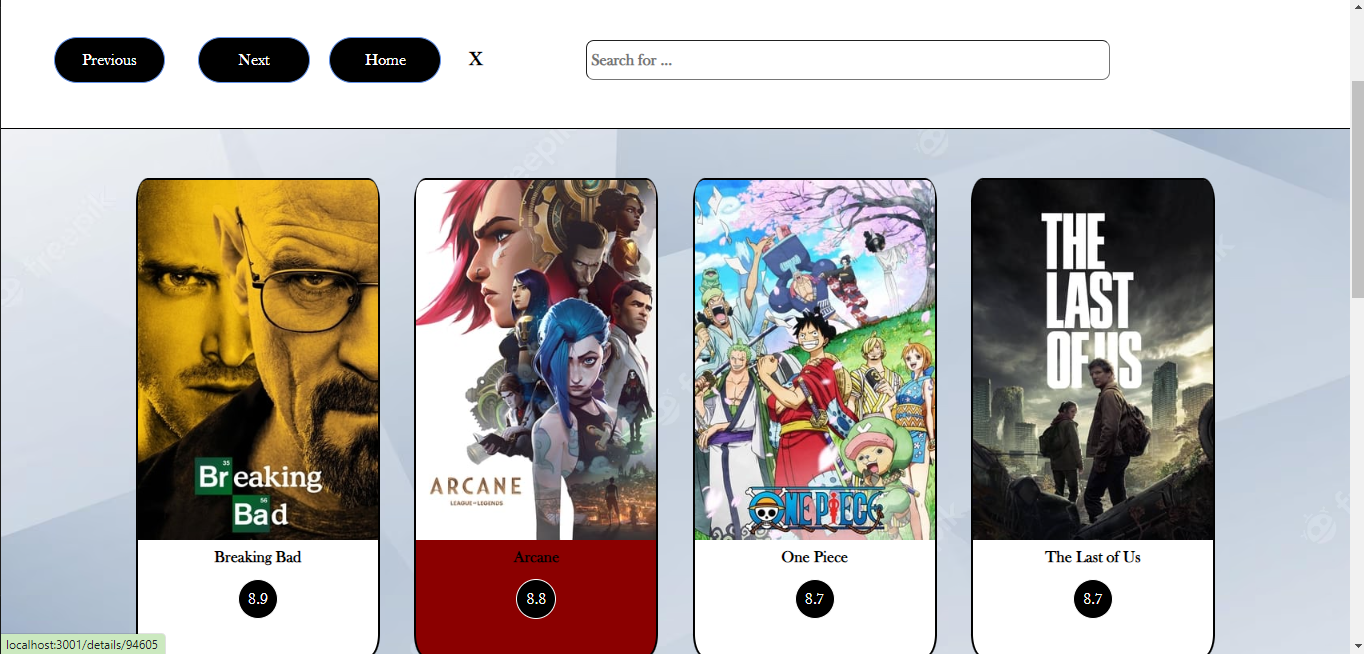 Previous
Next
Home
X
Search for ...
THE
LAST
OF US
35
Breaking
56
Bad
ARCANE
LEAGUE OF LEGENDS
ONE PIECE
Breaking Bad
Arcane
One Piece
The Last of Us
8.9
8.8
8.7
8.7
localhost:3001/details/94605